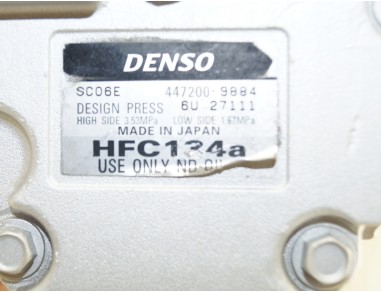 DENSO
SC06E 447200-9884
DESIGN PRESS 6U 27111
HIGH SIDE 3.53MPa LOW SIDE 1.67MPa
MADE IN JAPAN
HFC134a
USE ONLY ND-OIL